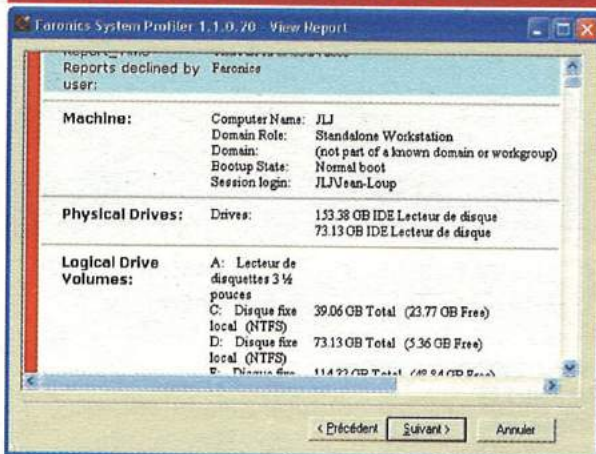 Faronics System Profiler 1.1.0.20 - View Report
Reports declined by user: Faronics
Machine: Computer Name: JLJ
Domain Role: Standalone Workstation
Domain: (not part of a known domain or workgroup)
Bootup State: Normal boot
Session login: JLJ\Jean-Loup
Physical Drives: Drives: 153.38 GB IDE Lecteur de disque
73.13 GB IDE Lecteur de disque
Logical Drive Volumes: A: Lecteur de disquettes 3 ½ pouces
C: Disque fixe local (NTFS) 39.06 GB Total (23.77 GB Free)
D: Disque fixe local (NTFS) 73.13 GB Total (5.36 GB Free)
Disque fixe
< Précédent Suivant > Annuler